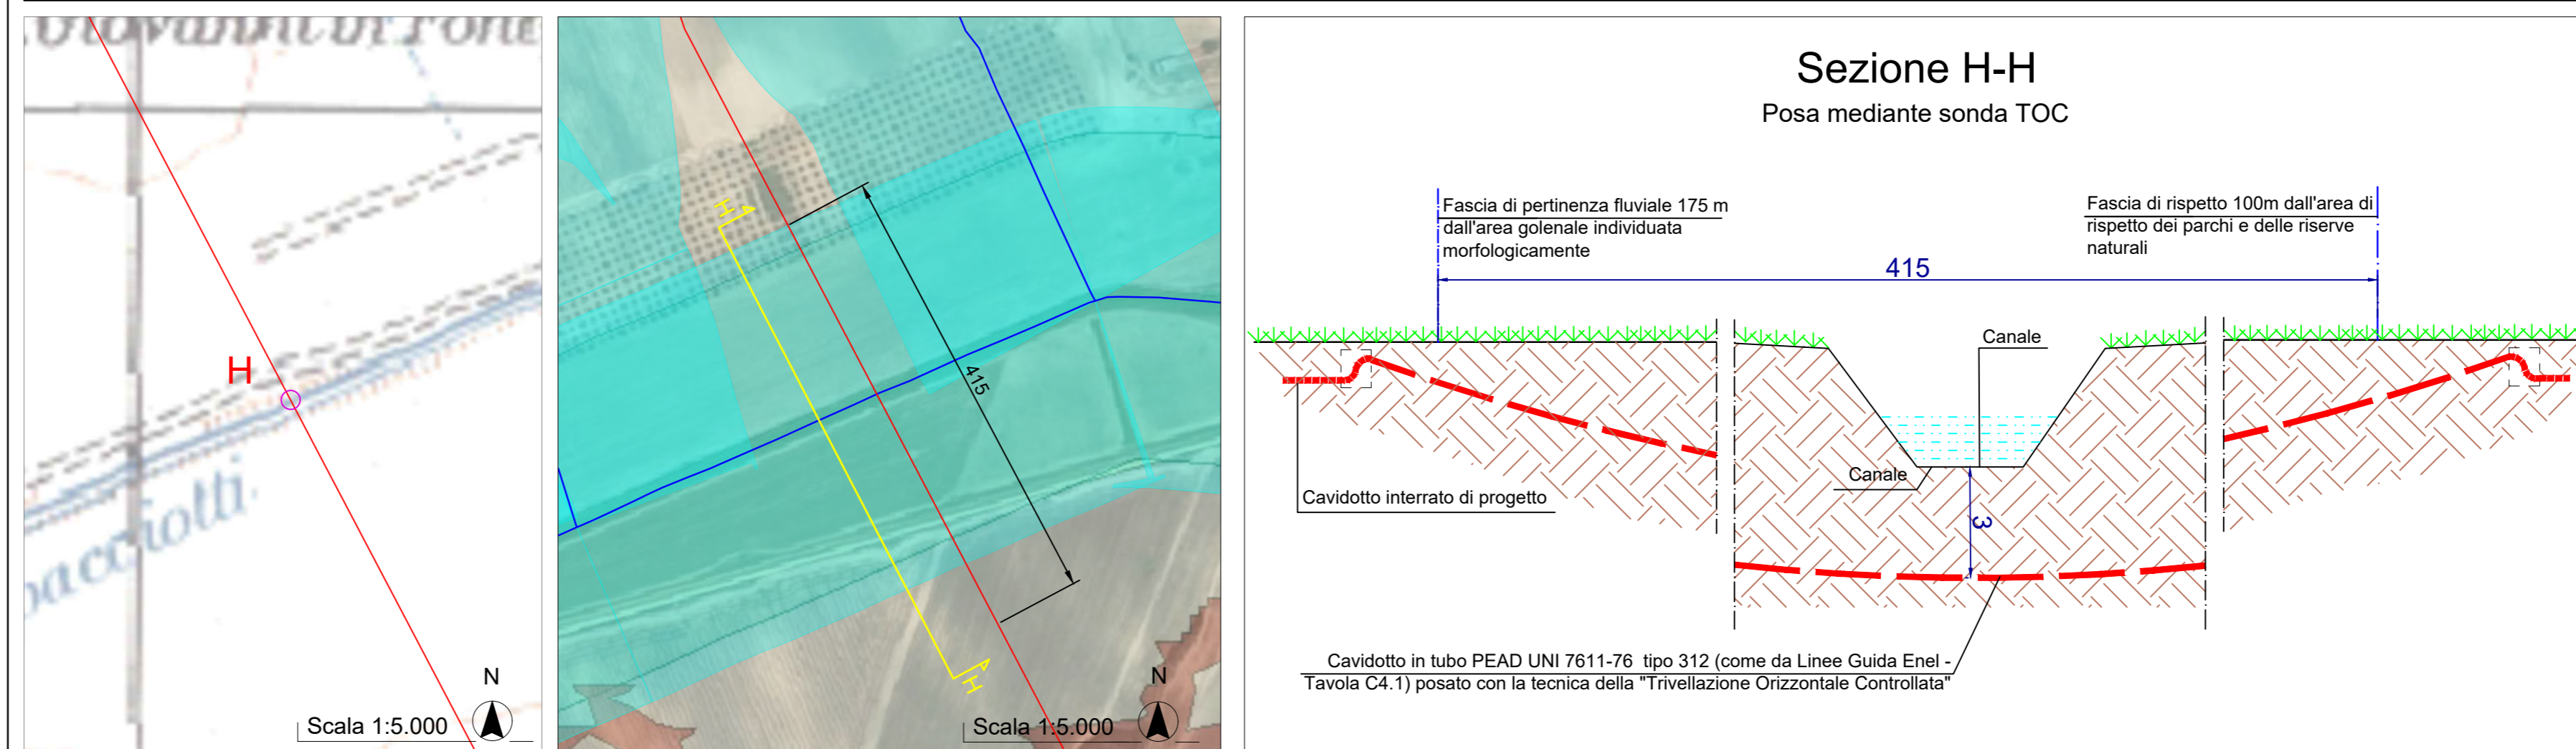 H
N
Scala 1:5.000
H
415
H
N
Scala 1:5.000
Sezione H-H
Posa mediante sonda TOC
Fascia di pertinenza fluviale 175 m
dall'area golenale individuata
morfologicamente
Fascia di rispetto 100m dall'area di
rispetto dei parchi e delle riserve
naturali
415
Canale
Canale
3
Cavidotto interrato di progetto
Cavidotto in tubo PEAD UNI 7611-76 tipo 312 (come da Linee Guida Enel -
Tavola C4.1) posato con la tecnica della "Trivellazione Orizzontale Controllata"